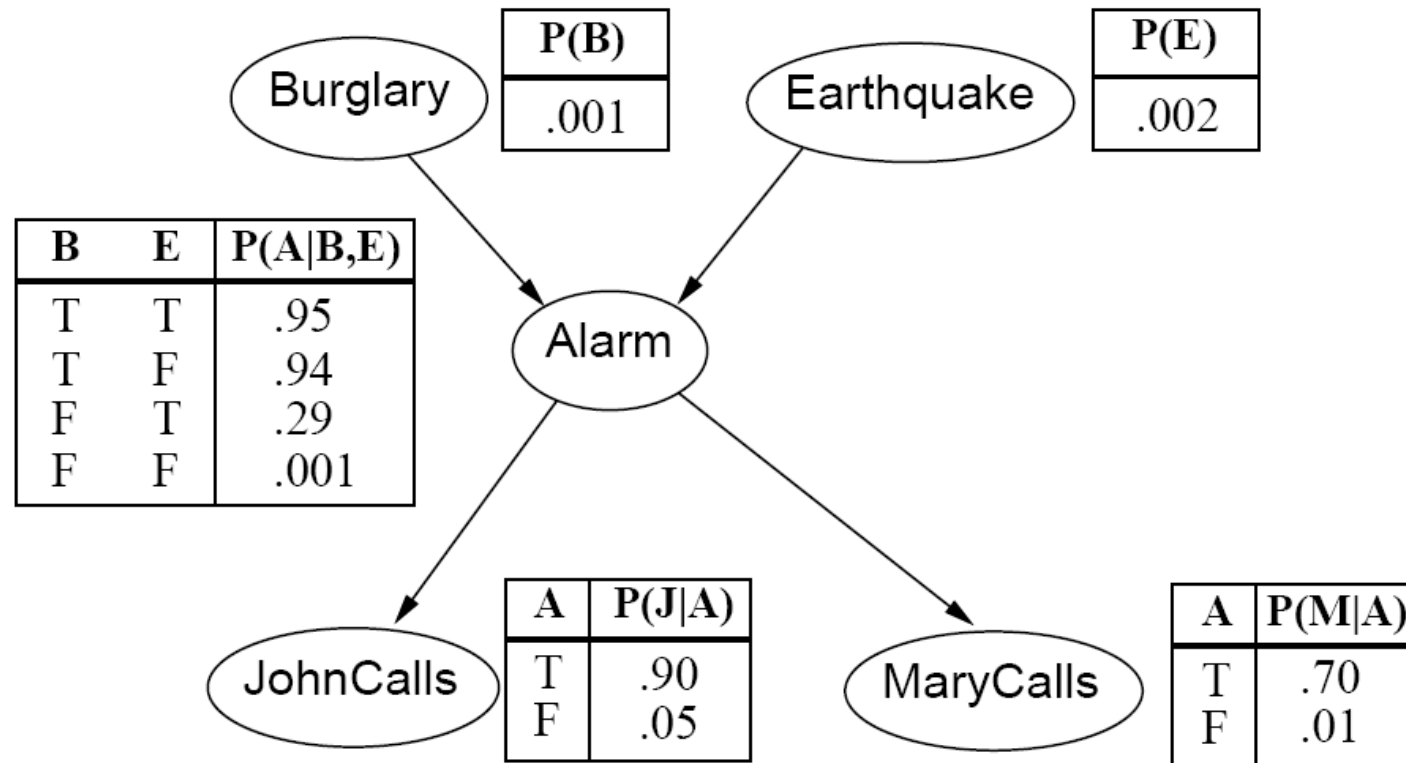 Burglary
P(B)
.001
Earthquake
P(E)
.002
B E P(A|B,E)
T T .95
T F .94
F T .29
F F .001
Alarm
JohnCalls
A P(J|A)
T .90
F .05
MaryCalls
A P(M|A)
T .70
F .01